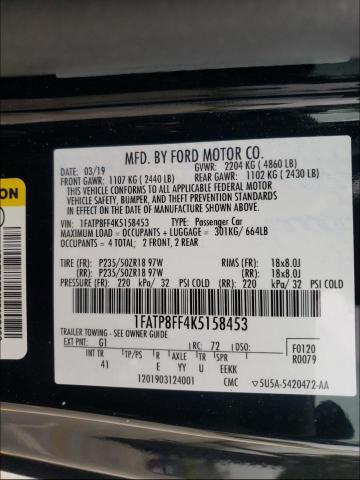 MFD. BY FORD MOTOR CO.
DATE: 03/19 GVWR: 2204 KG ( 4860 LB)
FRONT GAWR: 1107 KG ( 2440 LB) REAR GAWR: 1102 KG ( 2430 LB)
THIS VEHICLE CONFORMS TO ALL APPLICABLE FEDERAL MOTOR
VEHICLE SAFETY, BUMPER, AND THEFT PREVENTION STANDARDS
IN EFFECT ON THE DATE OF MANUFACTURE SHOWN ABOVE.
VIN: 1FATP8FF4K5158453 TYPE: Passenger Car
MAXIMUM LOAD = OCCUPANTS + LUGGAGE = 301KG/ 664LB
OCCUPANTS = 4 TOTAL; 2 FRONT, 2 REAR
TIRE (FR): P235/50ZR18 97W RIMS (FR): 18x8.0J
(RR): P235/50ZR18 97W (RR): 18x8.0J
PRESSURE (FR): 220 kPa/ 32 PSI COLD (RR): 220 kPa/ 32 PSI COLD
1FATP8FF4K5158453
TRAILER TOWING - SEE OWNER GUIDE
EXT PNT: G1 RC: 72 DSO: F0120
R0079
INT TR TP/PS R AXLE TR SPR
41 E YY U EEKK
1201903124001 CMC 5U5A-5420472-AA